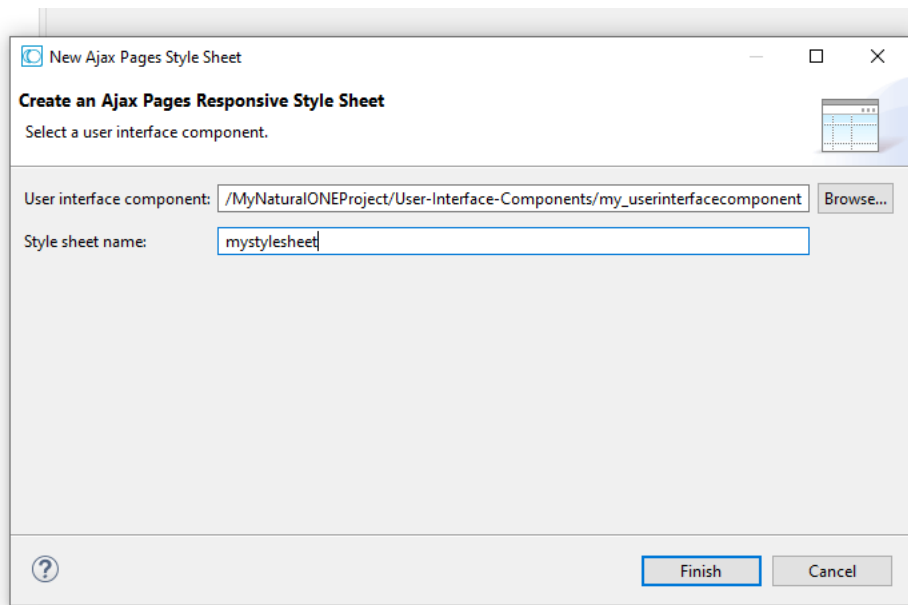 New Ajax Pages Style Sheet
Create an Ajax Pages Responsive Style Sheet
Select a user interface component.
User interface component: /MyNaturalONEProject/User-Interface-Components/my_userinterfacecomponent Browse...
Style sheet name: mystylesheet
? Finish Cancel